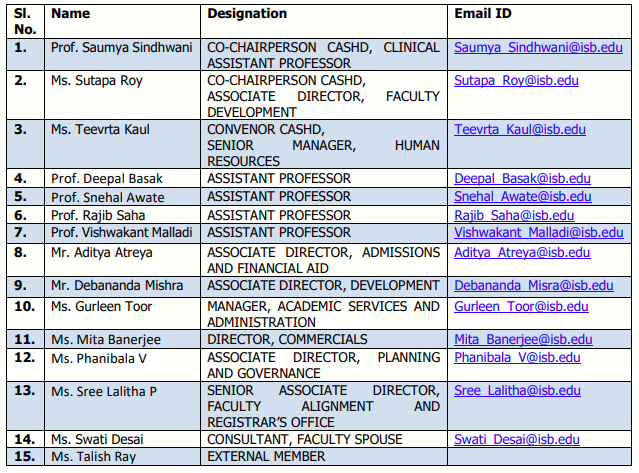 Sl. No. Name Designation Email ID
1. Prof. Saumya Sindhwani CO-CHAIRPERSON CASHD, CLINICAL Saumya_Sindhwani@isb.edu
ASSISTANT PROFESSOR
2. Ms. Sutapa Roy CO-CHAIRPERSON CASHD, Sutapa_Roy@isb.edu
ASSOCIATE DIRECTOR, FACULTY
DEVELOPMENT
3. Ms. Teevrta Kaul CONVENOR CASHD, Teevrta_Kaul@isb.edu
SENIOR MANAGER, HUMAN
RESOURCES
4. Prof. Deepal Basak ASSISTANT PROFESSOR Deepal_Basak@isb.edu
5. Prof. Snehal Awate ASSISTANT PROFESSOR Snehal_Awate@isb.edu
6. Prof. Rajib Saha ASSISTANT PROFESSOR Rajib_Saha@isb.edu
7. Prof. Vishwakant Malladi ASSISTANT PROFESSOR Vishwakant_Malladi@isb.edu
8. Mr. Aditya Atreya ASSOCIATE DIRECTOR, ADMISSIONS Aditya_Atreya@isb.edu
AND FINANCIAL AID
9. Mr. Debananda Mishra ASSOCIATE DIRECTOR, DEVELOPMENT Debananda_Misra@isb.edu
10. Ms. Gurleen Toor MANAGER, ACADEMIC SERVICES AND Gurleen_Toor@isb.edu
ADMINISTRATION
11. Ms. Mita Banerjee DIRECTOR, COMMERCIALS Mita_Banerjee@isb.edu
12. Ms. Phanibala V ASSOCIATE DIRECTOR, PLANNING Phanibala_V@isb.edu
AND GOVERNANCE
13. Ms. Sree Lalitha P SENIOR ASSOCIATE DIRECTOR, Sree_Lalitha@isb.edu
FACULTY ALIGNMENT AND
REGISTRAR'S OFFICE
14. Ms. Swati Desai CONSULTANT, FACULTY SPOUSE Swati_Desai@isb.edu
15. Ms. Talish Ray EXTERNAL MEMBER